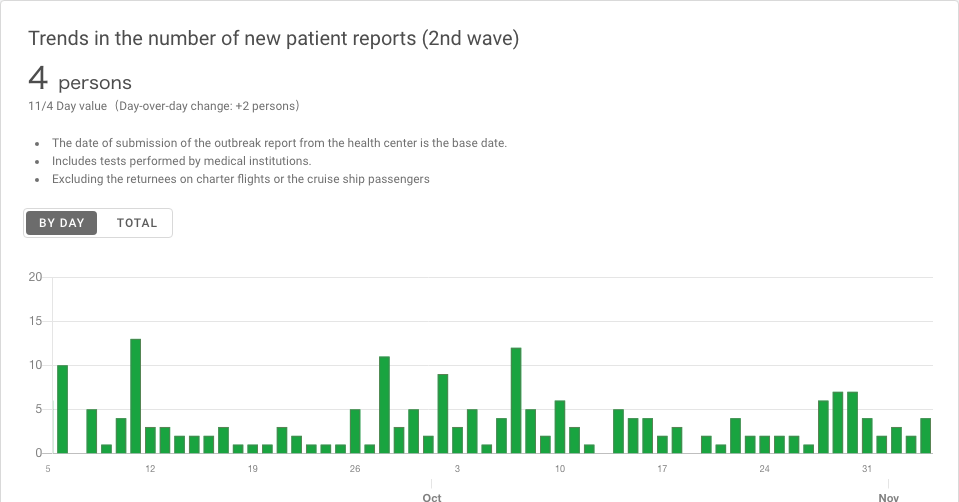 Trends in the number of new patient reports (2nd wave)
4 persons
11/4 Day value（Day-over-day change: +2 persons）
• The date of submission of the outbreak report from the health center is the base date.
• Includes tests performed by medical institutions.
• Excluding the returnees on charter flights or the cruise ship passengers
BY DAY TOTAL
20
15
10
5
0
5 12 19 26 3 10 17 24 31
Oct Nov